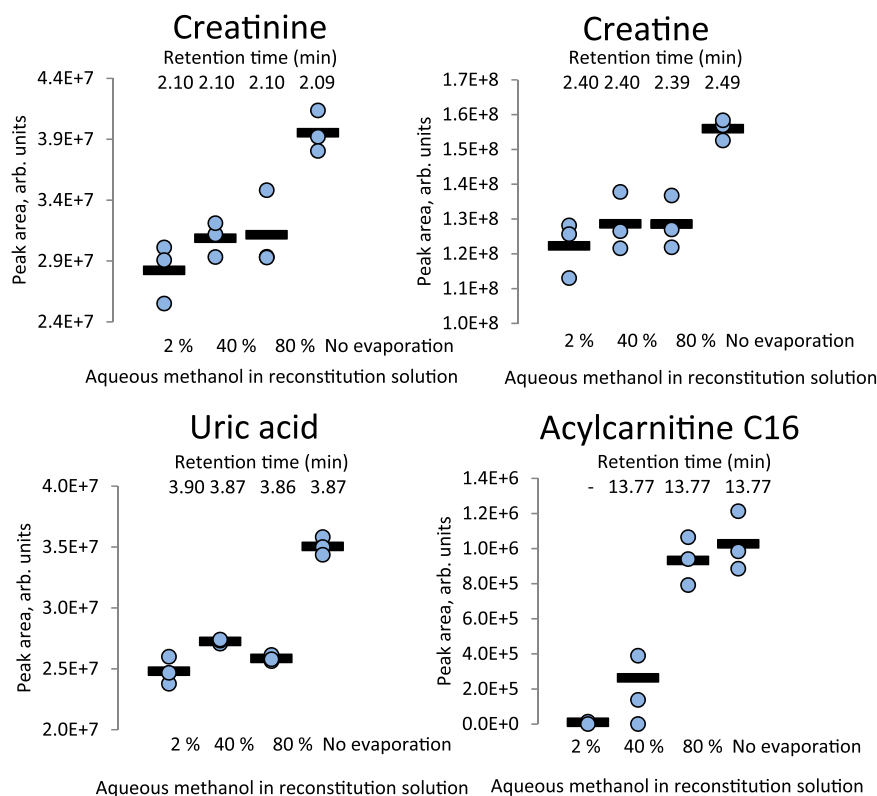 Creatinine
Retention time (min)
2.10 2.10 2.10 2.09
4.4E+7
3.9E+7
3.4E+7
2.9E+7
2.4E+7
Peak area, arb. units
2 % 40 % 80 % No evaporation
Aqueous methanol in reconstitution solution
Creatine
Retention time (min)
2.40 2.40 2.39 2.49
1.7E+8
1.6E+8
1.5E+8
1.4E+8
1.3E+8
1.2E+8
1.1E+8
1.0E+8
Peak area, arb. units
2 % 40 % 80 % No evaporation
Aqueous methanol in reconstitution solution
Uric acid
Retention time (min)
3.90 3.87 3.86 3.87
4.0E+7
3.5E+7
3.0E+7
2.5E+7
2.0E+7
Peak area, arb. units
2 % 40 % 80 % No evaporation
Aqueous methanol in reconstitution solution
Acylcarnitine C16
Retention time (min)
- 13.77 13.77 13.77
1.4E+6
1.2E+6
1.0E+6
8.0E+5
6.0E+5
4.0E+5
2.0E+5
0.0E+0
Peak area, arb. units
2 % 40 % 80 % No evaporation
Aqueous methanol in reconstitution solution